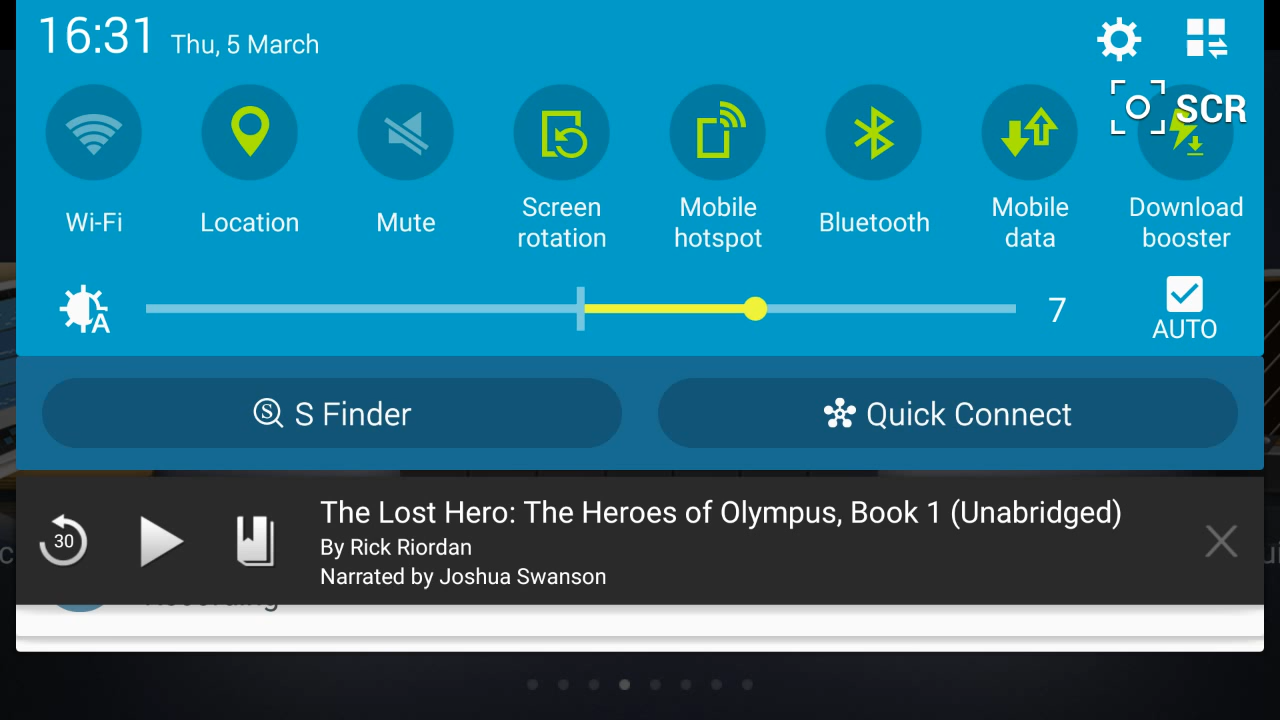 16:31 Thu, 5 March
SCR
Wi-Fi
Location
Mute
Screen
rotation
Mobile
hotspot
Bluetooth
Mobile
data
Download
booster
A
7
AUTO
S Finder
Quick Connect
30
The Lost Hero: The Heroes of Olympus, Book 1 (Unabridged)
By Rick Riordan
Narrated by Joshua Swanson